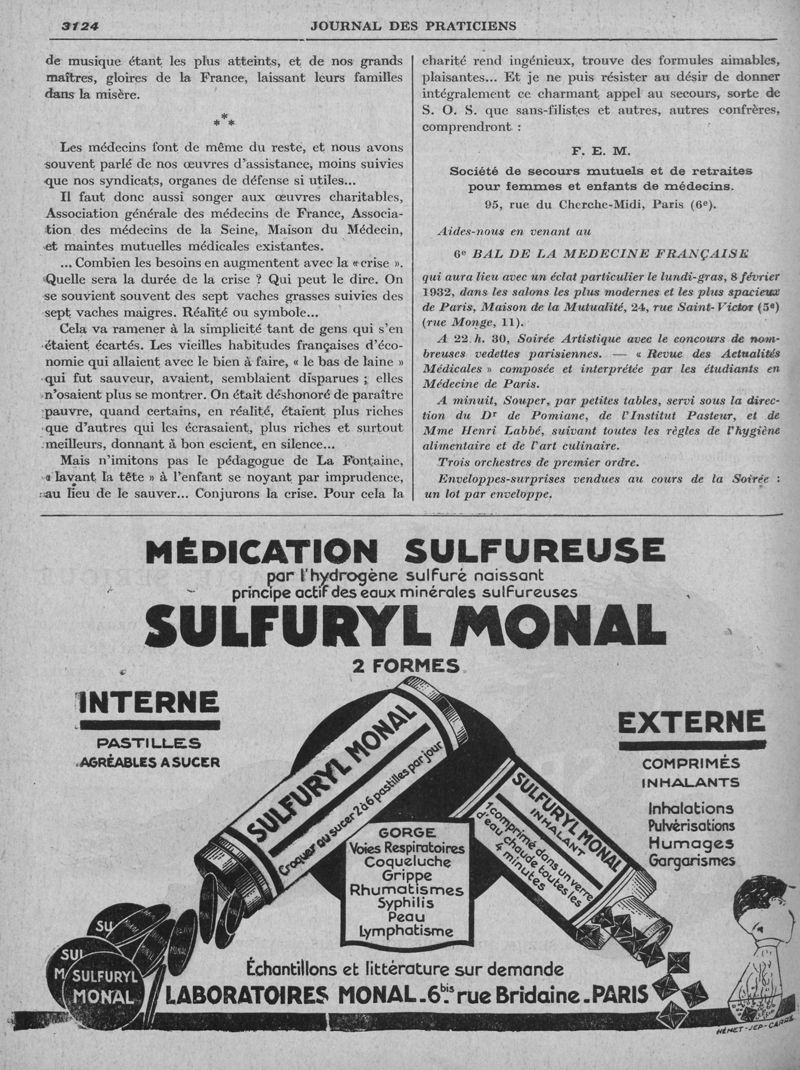 3124
JOURNAL DES PRATICIENS
de musique étant les plus atteints, et de nos grands
maîtres, gloires de la France, laissant leurs familles
dans la misère.
*
* *
Les médecins font de même du reste, et nous avons
souvent parlé de nos œuvres d'assistance, moins suivies
que nos syndicats, organes de défense si utiles...
Il faut donc aussi songer aux œuvres charitables,
Association générale des médecins de France, Associa-
tion des médecins de la Seine, Maison du Médecin,
et maintes mutuelles médicales existantes.
... Combien les besoins en augmentent avec la « crise ».
Quelle sera la durée de la crise ? Qui peut le dire. On
se souvient souvent des sept vaches grasses suivies des
sept vaches maigres. Réalité ou symbole...
Cela va ramener à la simplicité tant de gens qui s'en
étaient écartés. Les vieilles habitudes françaises d'éco-
nomie qui allaient avec le bien à faire, « le bas de laine »
qui fut sauveur, avaient, semblaient disparues ; elles
n'osaient plus se montrer. On était déshonoré de paraître
pauvre, quand certains, en réalité, étaient plus riches
que d'autres qui les écrasaient, plus riches et surtout
meilleurs, donnant à bon escient, en silence...
Mais n'imitons pas le pédagogue de La Fontaine,
« lavant la tête » à l'enfant se noyant par imprudence,
au lieu de le sauver... Conjurons la crise. Pour cela la
charité rend ingénieux, trouve des formules aimables,
plaisantes... Et je ne puis résister au désir de donner
intégralement ce charmant appel au secours, sorte de
S. O. S. que sans-filistes et autres, autres confrères,
comprendront :
F. E. M.
Société de secours mutuels et de retraites
pour femmes et enfants de médecins.
95, rue du Cherche-Midi, Paris (6e).
Aides-nous en venant au
6e BAL DE LA MEDECINE FRANÇAISE
qui aura lieu avec un éclat particulier le lundi-gras, 8 février
1932, dans les salons les plus modernes et les plus spacieux
de Paris, Maison de la Mutualité, 24, rue Saint-Victor (5e)
(rue Monge, 11).
A 22 h. 30, Soirée Artistique avec le concours de nom-
breuses vedettes parisiennes. — « Revue des Actualités
Médicales » composée et interprétée par les étudiants en
Médecine de Paris.
A minuit, Souper, par petites tables, servi sous la direc-
tion du Dr de Pomiane, de l'Institut Pasteur, et de
Mme Henri Labbé, suivant toutes les règles de l'hygiène
alimentaire et de l'art culinaire.
Trois orchestres de premier ordre.
Enveloppes-surprises vendues au cours de la Soirée :
un lot par enveloppe.
MÉDICATION SULFUREUSE
par l'hydrogène sulfuré naissant
principe actif des eaux minérales sulfureuses
SULFURYL MONAL
2 FORMES
INTERNE
PASTILLES
AGRÉABLES A SUCER
EXTERNE
COMPRIMÉS
INHALANTS
Inhalations
Pulvérisations
Humages
Gargarismes
SULFURYL MONAL
Croquer ou sucer 2 à 6 pastilles par jour
SULFURYL MONAL
INHALANT
1 comprimé dans un verre
d'eau chaude toutes les
4 minutes
GORGE
Voies Respiratoires
Coqueluche
Grippe
Rhumatismes
Syphilis
Peau
Lymphatisme
SU
SUL
M
SULFURYL
MONAL
Échantillons et littérature sur demande
LABORATOIRES MONAL_6bis rue Bridaine_PARIS
HÉMET-JEP-CARRÉ